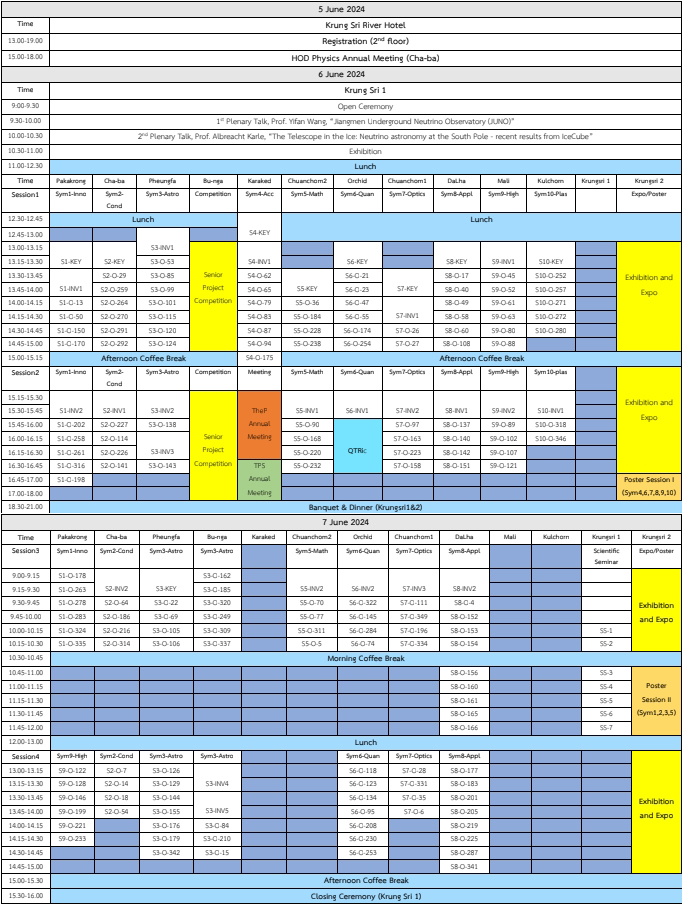 5 June 2024
Time Krung Sri River Hotel
13.00-19.00 Registration (2nd floor)
15.00-18.00 HOD Physics Annual Meeting (Cha-ba)
6 June 2024
Time Krung Sri 1
9.00-9.30 Open Ceremony
9.30-10.00 1st Plenary Talk, Prof. Yifan Wang, "Jiangmen Underground Neutrino Observatory (JUNO)"
10.00-10.30 2nd Plenary Talk, Prof. Albreacht Karle, "The Telescope in the Ice: Neutrino astronomy at the South Pole - recent results from IceCube"
10.30-11.00 Exhibition
11.00-12.30 Lunch
Time Pakakrong Cha-ba Pheungfa Bu-nga Karaked Chuanchom2 Orchid Chuanchom1 DaLha Mali Kulchorn Krungsri 1 Krungsri 2
Session1 Sym1-Inno Sym2-Cond Sym3-Astro Competition Sym4-Acc Sym5-Math Sym6-Quan Sym7-Optics Sym8-Appl Sym9-High Sym10-Plas Expo/Poster
12.30-12.45 Lunch S4-KEY Lunch
12.45-13.00
13.00-13.15 S1-KEY S2-KEY S3-INV1 Senior Project Competition S4-INV1 S6-KEY S8-KEY S9-INV1 S10-KEY Exhibition and Expo
13.15-13.30 S3-O-53
13.30-13.45 S1-INV1 S2-O-29 S3-O-85 S4-O-62 S5-KEY S6-O-21 S7-KEY S8-O-17 S9-O-45 S10-O-252
13.45-14.00 S2-O-259 S3-O-99 S4-O-65 S6-O-23 S8-O-40 S9-O-52 S10-O-257
14.00-14.15 S1-O-13 S2-O-264 S3-O-101 S4-O-79 S5-O-36 S6-O-47 S7-INV1 S8-O-49 S9-O-61 S10-O-271
14.15-14.30 S1-O-50 S2-O-270 S3-O-115 S4-O-83 S5-O-184 S6-O-55 S8-O-58 S9-O-63 S10-O-272
14.30-14.45 S1-O-150 S2-O-291 S3-O-120 S4-O-87 S5-O-228 S6-O-174 S7-O-26 S8-O-60 S9-O-80 S10-O-280
14.45-15.00 S1-O-170 S2-O-292 S3-O-124 S4-O-94 S5-O-238 S6-O-254 S7-O-27 S8-O-108 S9-O-88
15.00-15.15 Afternoon Coffee Break S4-O-175 Afternoon Coffee Break
Session2 Sym1-Inno Sym2-Cond Sym3-Astro Competition Meeting Sym5-Math Sym6-Quan Sym7-Optics Sym8-Appl Sym9-High Sym10-plas
15.15-15.30 S1-INV2 S2-INV1 S3-INV2 Senior Project Competition TheP Annual Meeting S5-INV1 S6-INV1 S7-INV2 S8-INV1 S9-INV2 S10-INV1 Exhibition and Expo
15.30-15.45
15.45-16.00 S1-O-202 S2-O-227 S3-O-138 S5-O-90 QTRic S7-O-97 S8-O-137 S9-O-89 S10-O-318
16.00-16.15 S1-O-258 S2-O-114 S3-INV3 S5-O-168 S7-O-163 S8-O-140 S9-O-102 S10-O-346
16.15-16.30 S1-O-261 S2-O-226 S5-O-220 S7-O-223 S8-O-142 S9-O-107
16.30-16.45 S1-O-316 S2-O-141 S3-O-143 TPS Annual Meeting S5-O-232 S7-O-158 S8-O-151 S9-O-121
16.45-17.00 S1-O-198 Poster Session I (Sym4,6,7,8,9,10)
17.00-18.00
18.30-21.00 Banquet & Dinner (Krungsri1&2)
7 June 2024
Time Pakakrong Cha-ba Pheungfa Bu-nga Karaked Chuanchom2 Orchid Chuanchom1 DaLha Mali Kulchorn Krungsri 1 Krungsri 2
Session3 Sym1-Inno Sym2-Cond Sym3-Astro Sym3-Astro Sym5-Math Sym6-Quan Sym7-Optics Sym8-Appl Scientific Seminar Expo/Poster
9.00-9.15 S1-O-178 S2-INV2 S3-KEY S3-O-162 S5-INV2 S6-INV2 S7-INV3 S8-INV2 Exhibition and Expo
9.15-9.30 S1-O-263 S3-O-185
9.30-9.45 S1-O-278 S2-O-64 S3-O-22 S3-O-320 S5-O-70 S6-O-322 S7-O-111 S8-O-4
9.45-10.00 S1-O-283 S2-O-186 S3-O-69 S3-O-249 S5-O-77 S6-O-145 S7-O-349 S8-O-152
10.00-10.15 S1-O-324 S2-O-216 S3-O-105 S3-O-309 S5-O-311 S6-O-284 S7-O-196 S8-O-153 SS-1
10.15-10.30 S1-O-335 S2-O-314 S3-O-106 S3-O-337 S5-O-5 S6-O-74 S7-O-334 S8-O-154 SS-2
10.30-10.45 Morning Coffee Break
10.45-11.00 S8-O-156 SS-3 Poster Session II (Sym1,2,3,5)
11.00-11.15 S8-O-160 SS-4
11.15-11.30 S8-O-161 SS-5
11.30-11.45 S8-O-165 SS-6
11.45-12.00 S8-O-166 SS-7
12.00-13.00 Lunch
Session4 Sym9-High Sym2-Cond Sym3-Astro Sym3-Astro Sym6-Quan Sym7-Optics Sym8-Appl
13.00-13.15 S9-O-122 S2-O-7 S3-O-126 S3-INV4 S6-O-118 S7-O-28 S8-O-177 Exhibition and Expo
13.15-13.30 S9-O-128 S2-O-14 S3-O-129 S6-O-123 S7-O-331 S8-O-183
13.30-13.45 S9-O-146 S2-O-18 S3-O-144 S3-INV5 S6-O-134 S7-O-35 S8-O-201
13.45-14.00 S9-O-199 S2-O-54 S3-O-155 S6-O-95 S7-O-6 S8-O-205
14.00-14.15 S9-O-221 S3-O-176 S3-O-84 S6-O-208 S8-O-219
14.15-14.30 S9-O-233 S3-O-179 S3-O-210 S6-O-230 S8-O-225
14.30-14.45 S3-O-342 S3-O-15 S6-O-253 S8-O-287
14.45-15.00 S8-O-341
15.00-15.30 Afternoon Coffee Break
15.30-16.00 Closing Ceremony (Krung Sri 1)